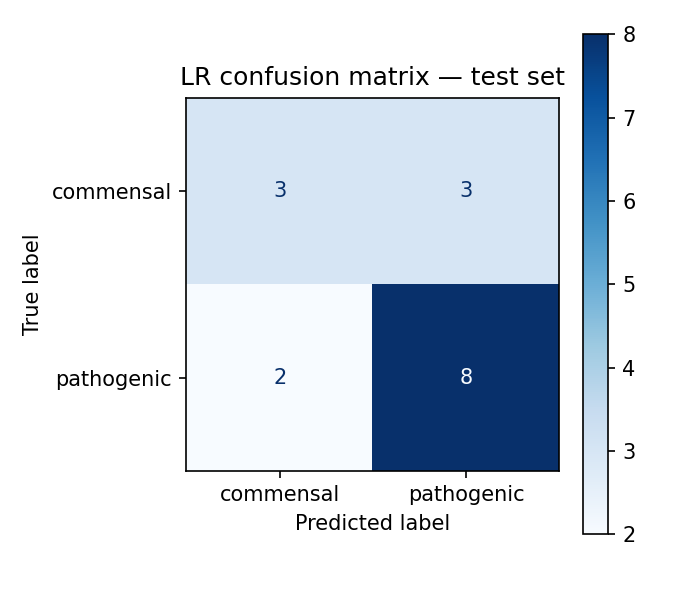 LR confusion matrix — test set
True label
commensal
3
3
pathogenic
2
8
commensal
pathogenic
Predicted label
8
7
6
5
4
3
2